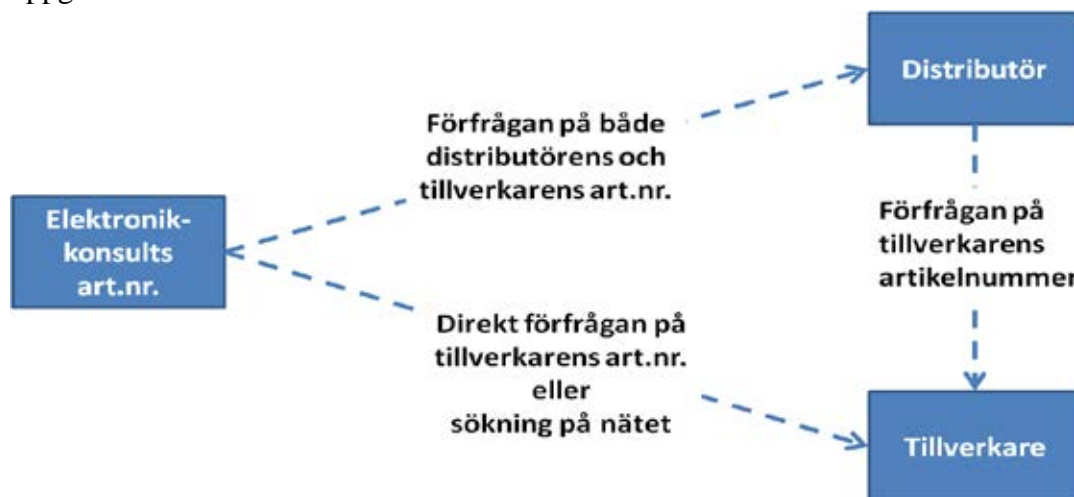 Distributör
Förfrågan på både
distributörens och
tillverkarens art.nr.
Elektronik-
konsults
art.nr.
Förfrågan på
tillverkarens
artikelnummer
Direkt förfrågan på
tillverkarens art.nr.
eller
sökning på nätet
Tillverkare